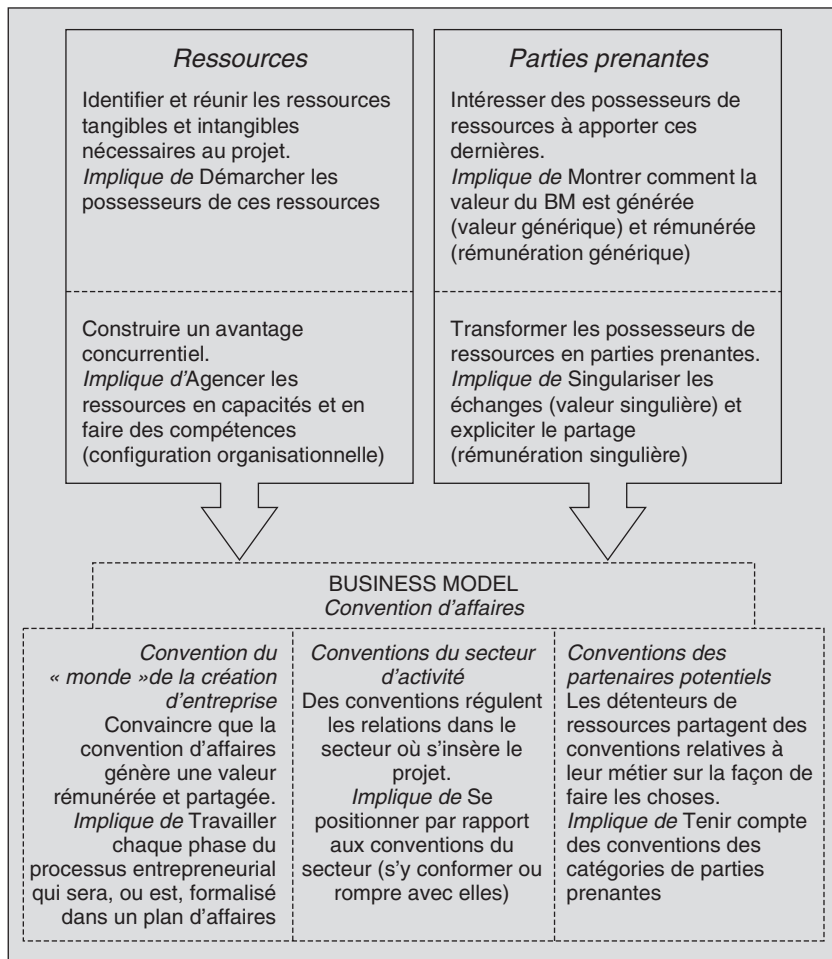 Ressources
Identifier et réunir les ressources
tangibles et intangibles
nécessaires au projet.
Implique de Démarcher les
possesseurs de ces ressources
Construire un avantage
concurrentiel.
Implique d'Agencer les
ressources en capacités et en
faire des compétences
(configuration organisationnelle)
Parties prenantes
Intéresser des possesseurs de
ressources à apporter ces
dernières.
Implique de Montrer comment la
valeur du BM est générée
(valeur générique) et rémunérée
(rémunération générique)
Transformer les possesseurs de
ressources en parties prenantes.
Implique de Singulariser les
échanges (valeur singulière) et
expliciter le partage
(rémunération singulière)
BUSINESS MODEL
Convention d'affaires
Convention du
« monde »de la création
d'entreprise
Convaincre que la
convention d'affaires
génère une valeur
rémunérée et partagée.
Implique de Travailler
chaque phase du
processus entrepreneurial
qui sera, ou est, formalisé
dans un plan d'affaires
Conventions du secteur
d'activité
Des conventions régulent
les relations dans le
secteur où s'insère le
projet.
Implique de Se
positionner par rapport
aux conventions du
secteur (s'y conformer ou
rompre avec elles)
Conventions des
partenaires potentiels
Les détenteurs de
ressources partagent des
conventions relatives à
leur métier sur la façon de
faire les choses.
Implique de Tenir compte
des conventions des
catégories de parties
prenantes